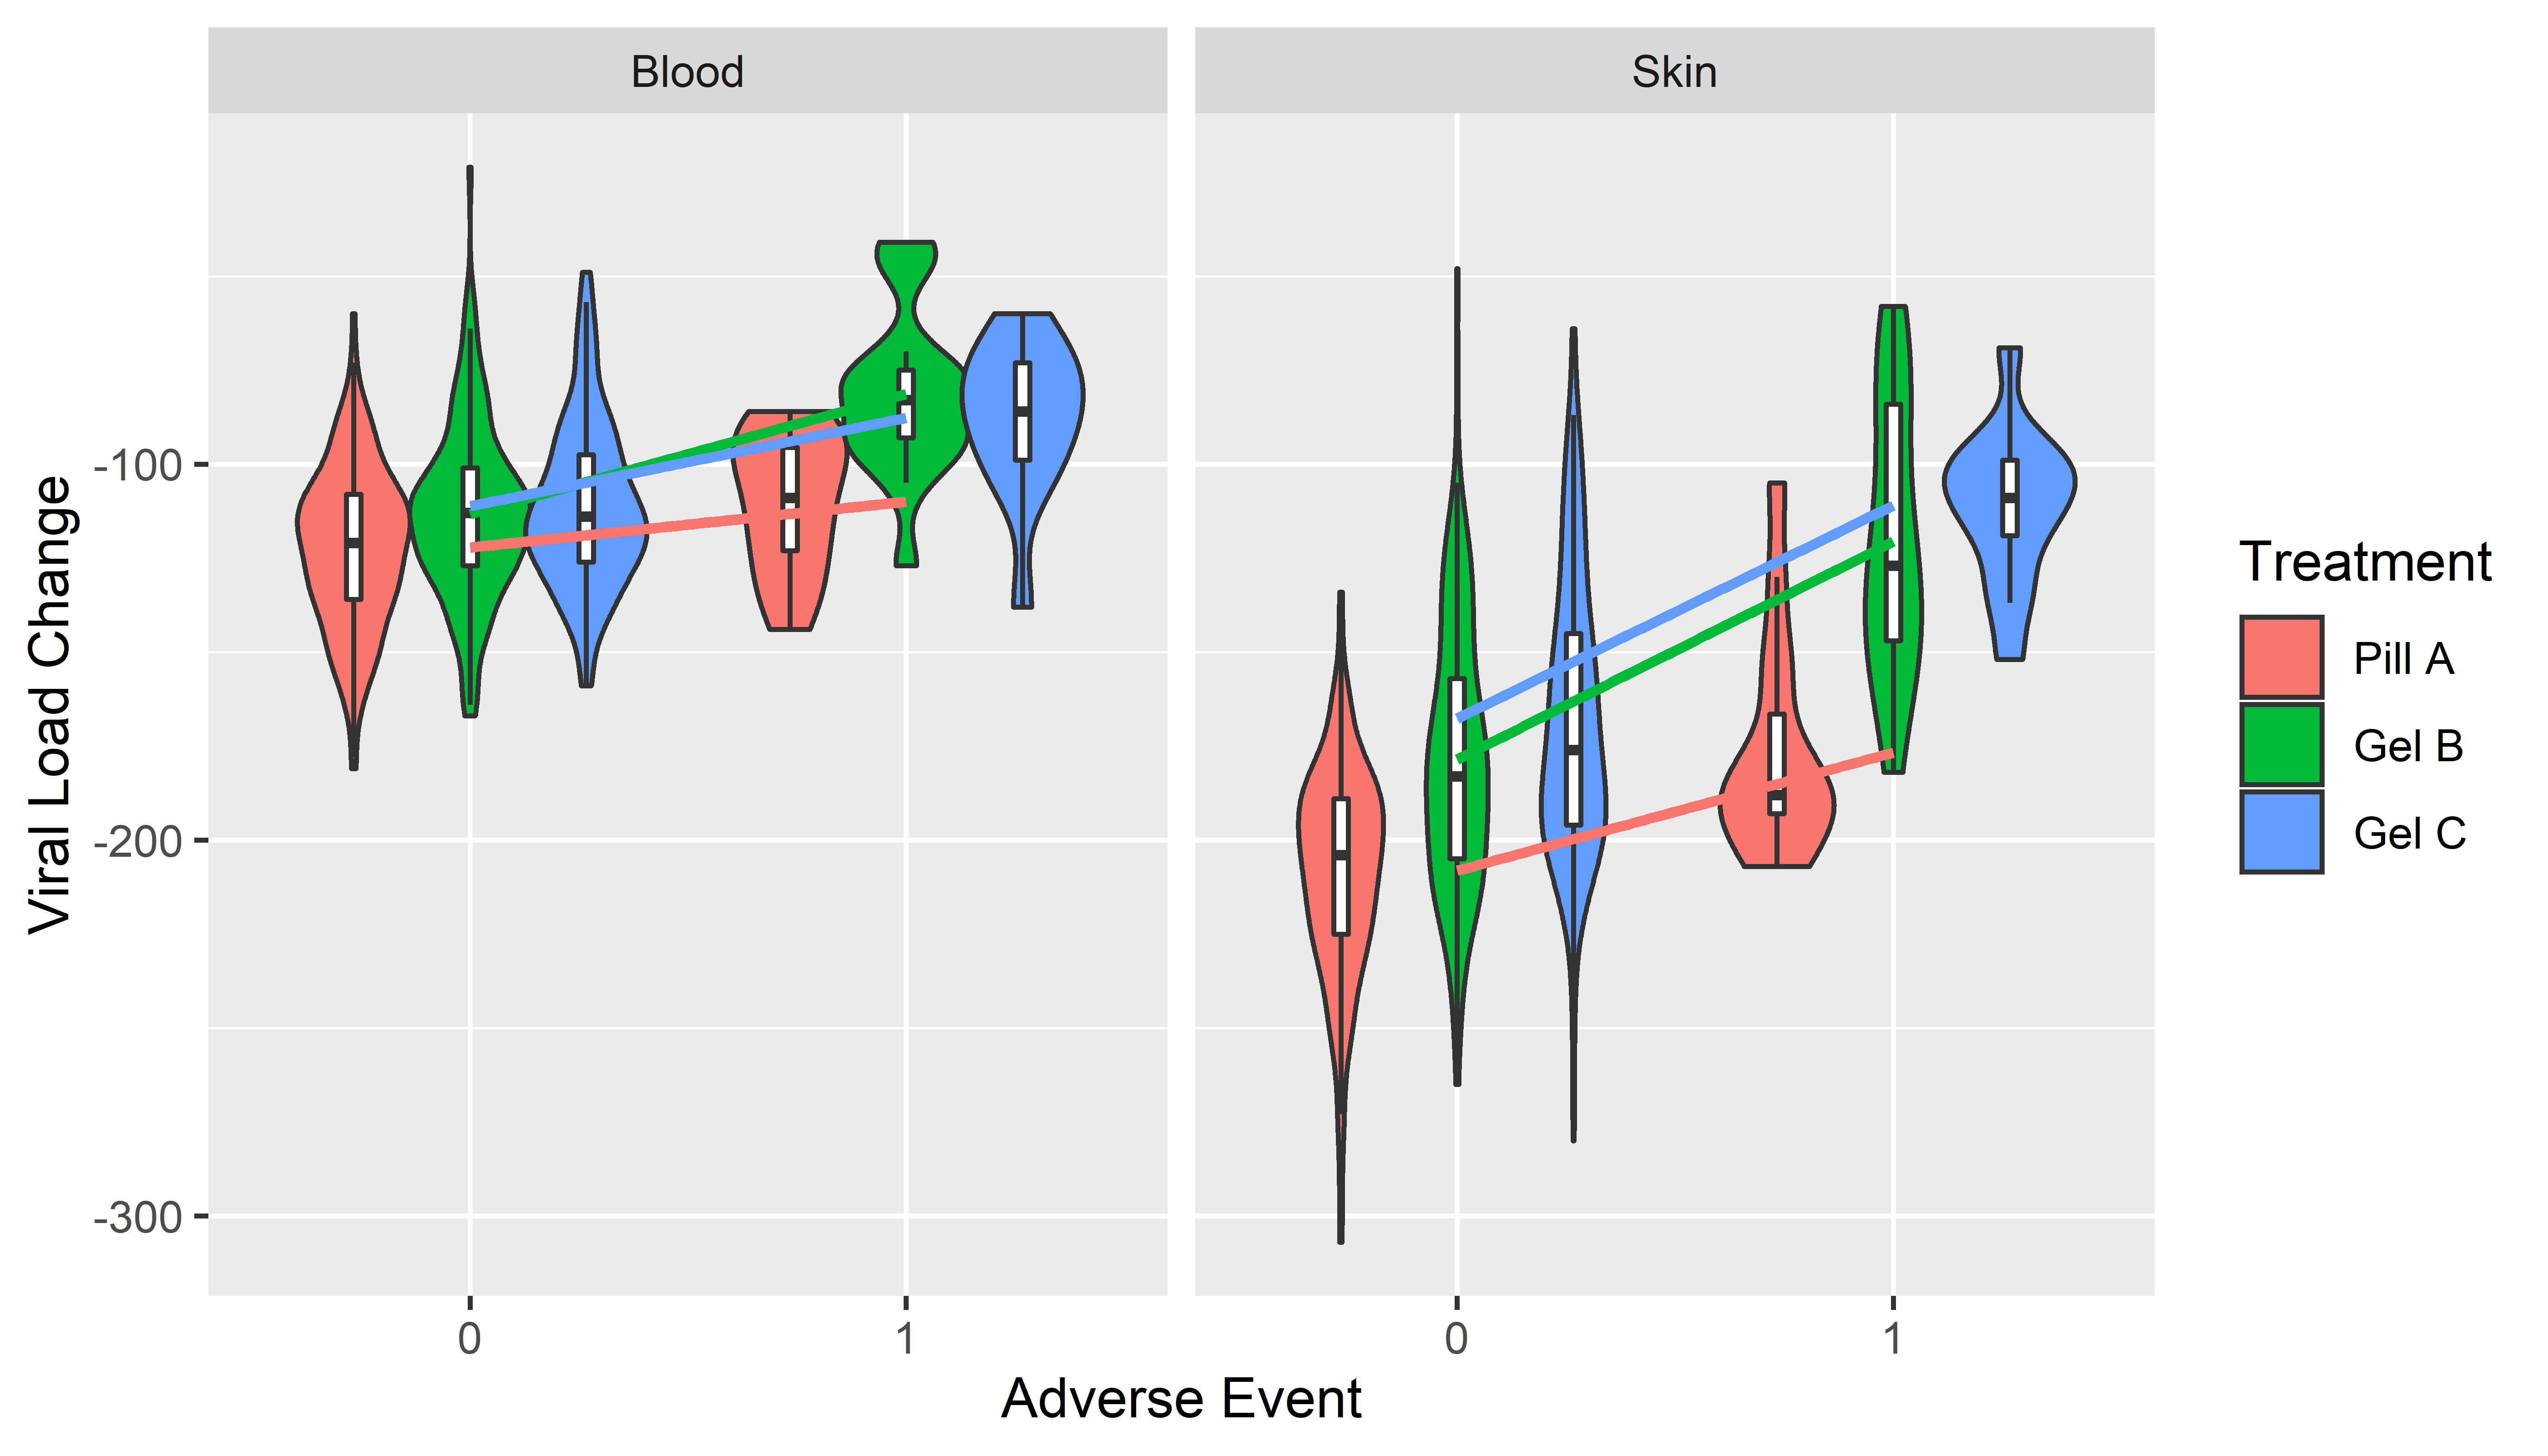 Blood
Skin
Viral Load Change
-100
-200
-300
0
1
0
1
Adverse Event
Treatment
Pill A
Gel B
Gel C